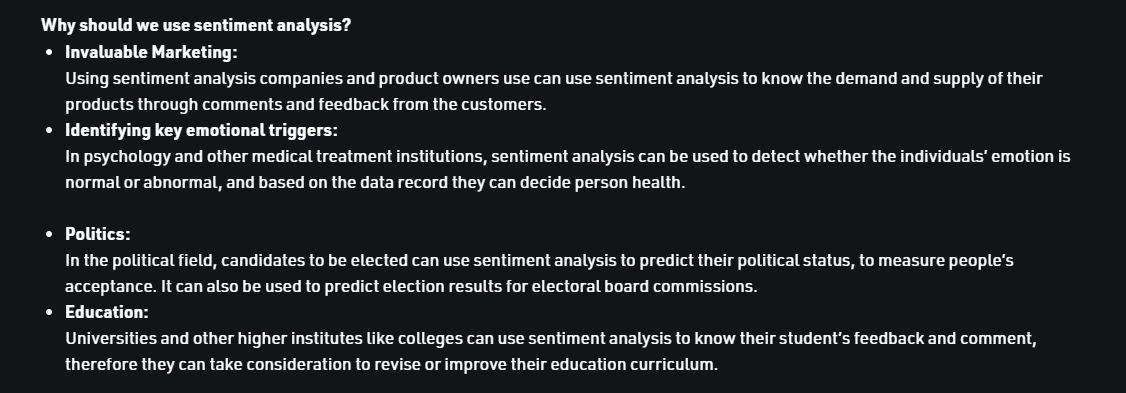 Why should we use sentiment analysis?
• Invaluable Marketing:
Using sentiment analysis companies and product owners use can use sentiment analysis to know the demand and supply of their
products through comments and feedback from the customers.
• Identifying key emotional triggers:
In psychology and other medical treatment institutions, sentiment analysis can be used to detect whether the individuals’ emotion is
normal or abnormal, and based on the data record they can decide person health.
• Politics:
In the political field, candidates to be elected can use sentiment analysis to predict their political status, to measure people’s
acceptance. It can also be used to predict election results for electoral board commissions.
• Education:
Universities and other higher institutes like colleges can use sentiment analysis to know their student’s feedback and comment,
therefore they can take consideration to revise or improve their education curriculum.